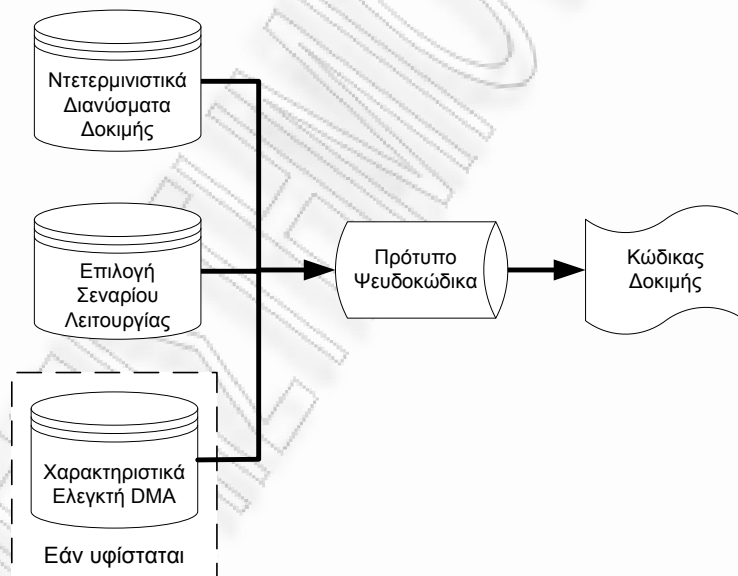 Ντετερμινιστικά
Διανύσματα
Δοκιμής
Επιλογή
Σεναρίου
Λειτουργίας
Χαρακτηριστικά
Ελεγκτή DMA
Εάν υφίσταται
Πρότυπο
Ψευδοκώδικα
Κώδικας
Δοκιμής